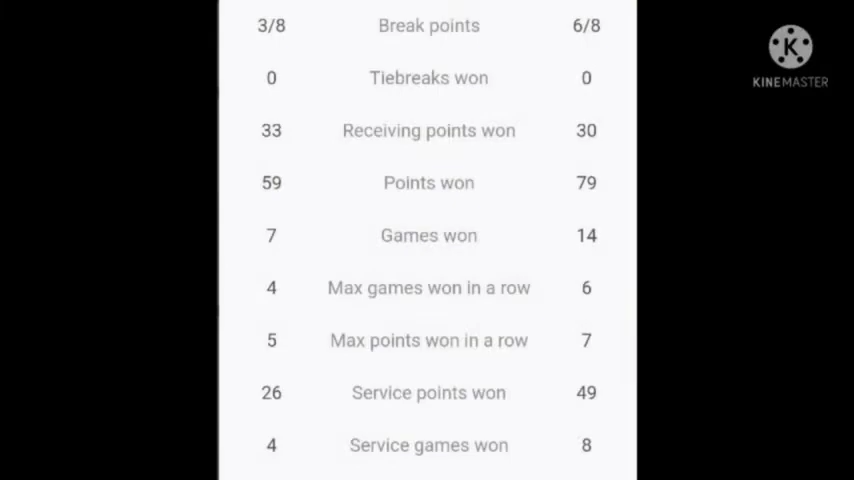 3/8 Break points 6/8
K
KINEMASTER
0 Tiebreaks won 0
33 Receiving points won 30
59 Points won 79
7 Games won 14
4 Max games won in a row 6
5 Max points won in a row 7
26 Service points won 49
4 Service games won 8